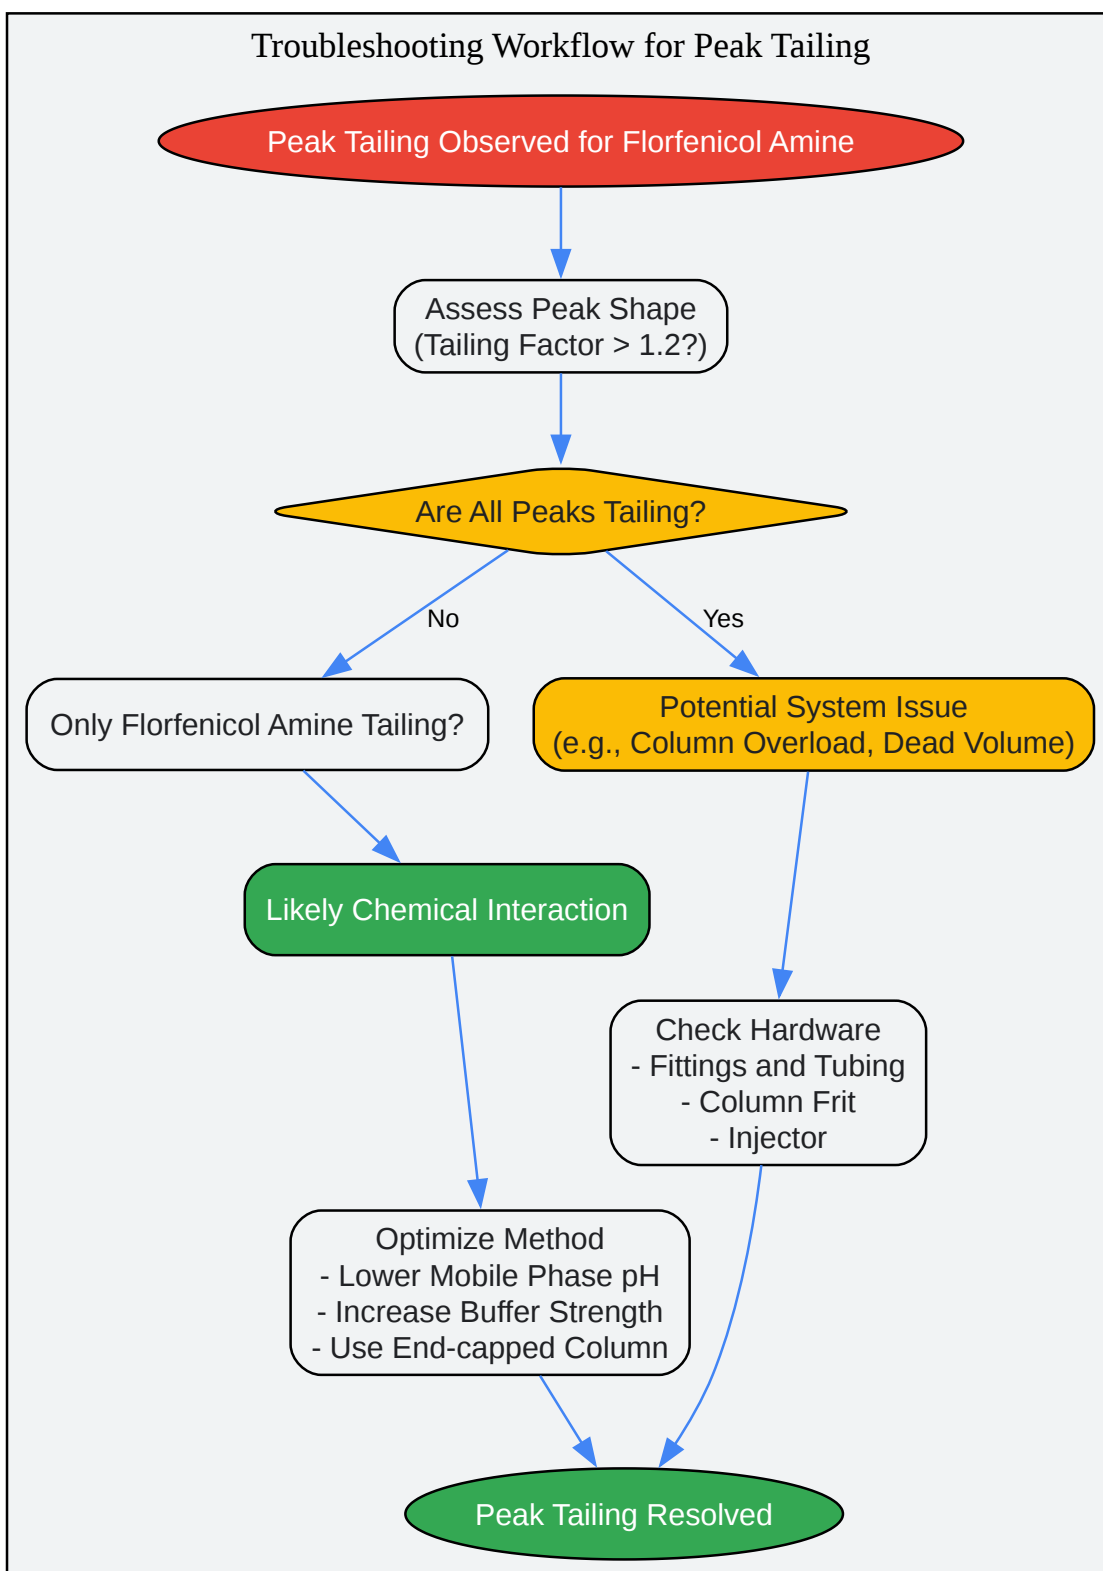 Troubleshooting Workflow for Peak Tailing
Peak Tailing Observed for Florfenicol Amine
Assess Peak Shape
(Tailing Factor > 1.2?)
Are All Peaks Tailing?
No
Yes
Only Florfenicol Amine Tailing?
Potential System Issue
(e.g., Column Overload, Dead Volume)
Likely Chemical Interaction
Check Hardware
- Fittings and Tubing
- Column Frit
- Injector
Optimize Method
- Lower Mobile Phase pH
- Increase Buffer Strength
- Use End-capped Column
Peak Tailing Resolved